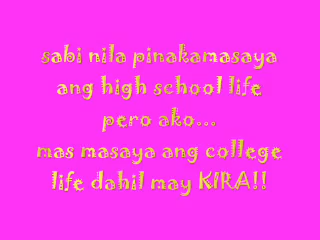 sabi nila pinakamasaya
ang high school life
pero ako...
mas masaya ang college
life dahil may KIRA!!